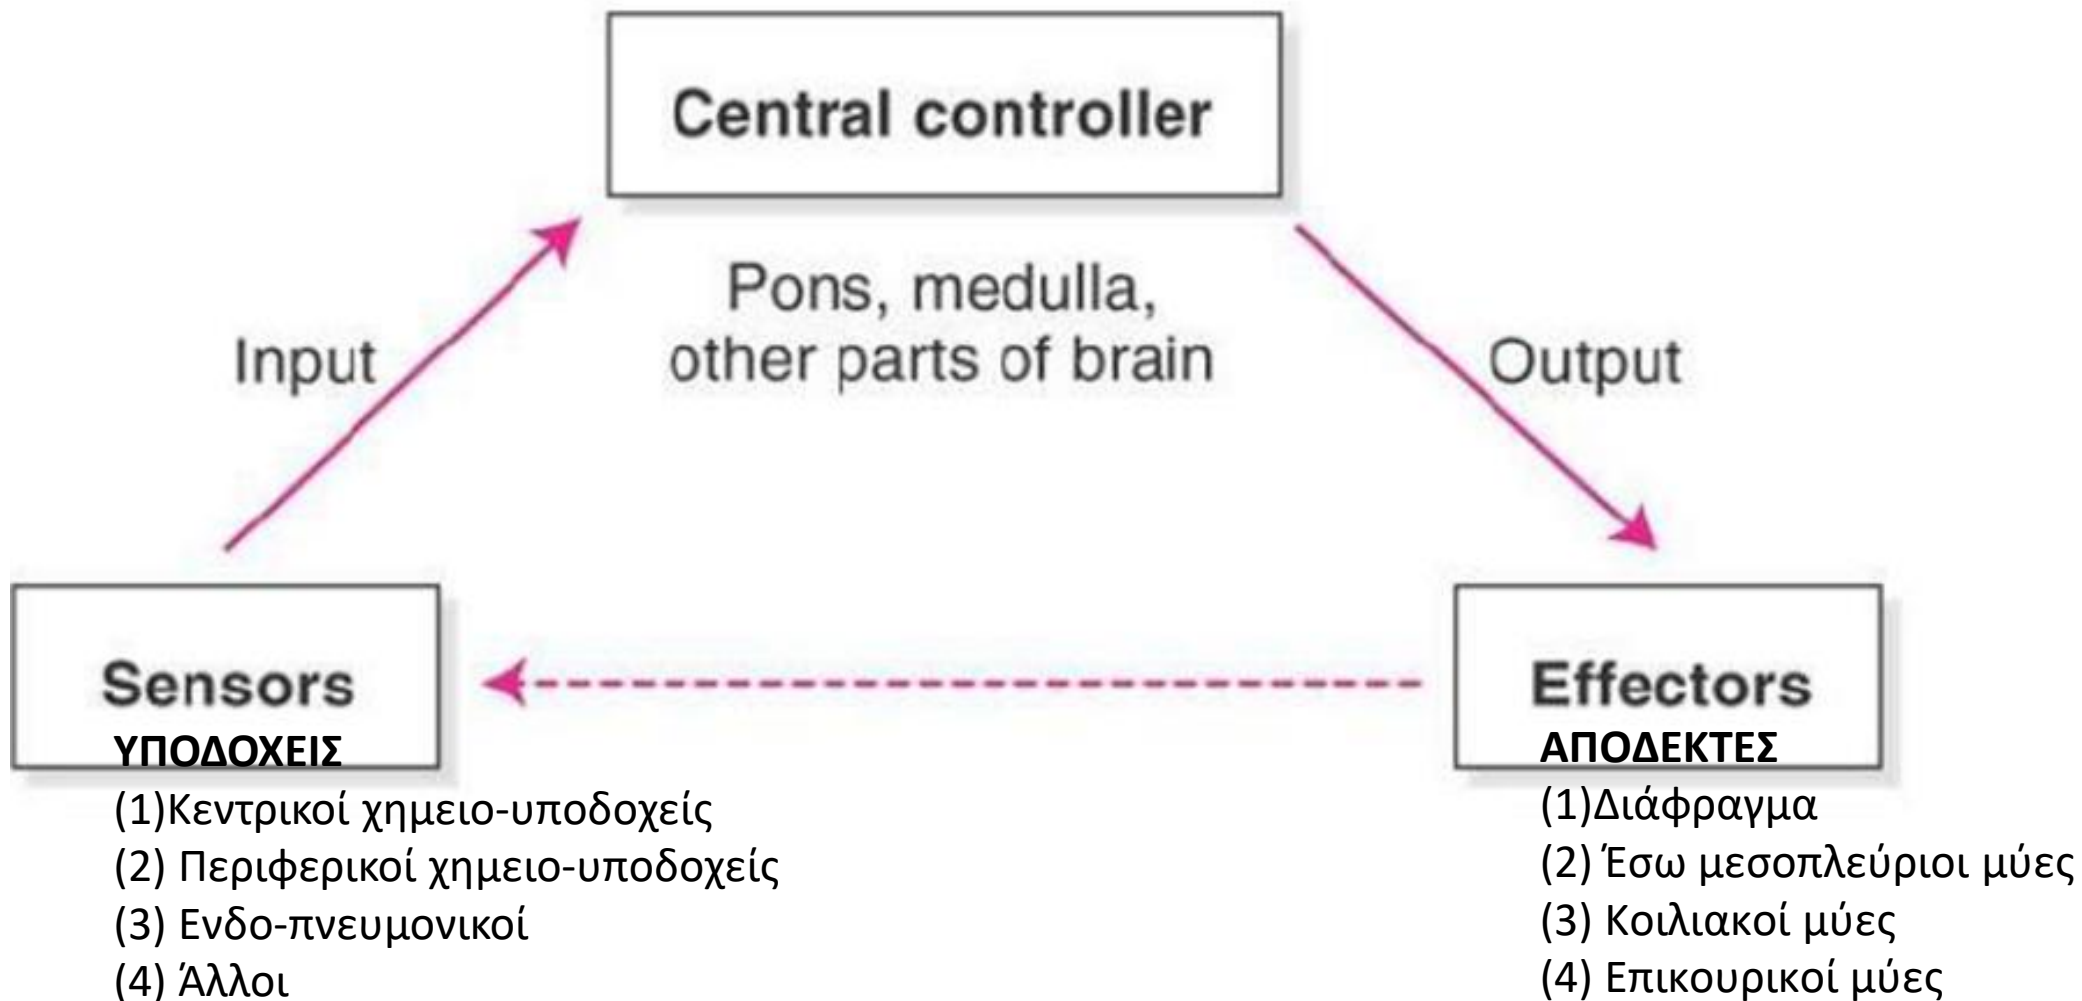 Central controller
Pons, medulla,
other parts of brain
Input
Output
Sensors
ΥΠΟΔΟΧΕΙΣ
(1)Κεντρικοί χημειο-υποδοχείς
(2) Περιφερικοί χημειο-υποδοχείς
(3) Ενδο-πνευμονικοί
(4) Άλλοι
Effectors
ΑΠΟΔΕΚΤΕΣ
(1)Διάφραγμα
(2) Έσω μεσοπλεύριοι μύες
(3) Κοιλιακοί μύες
(4) Επικουρικοί μύες